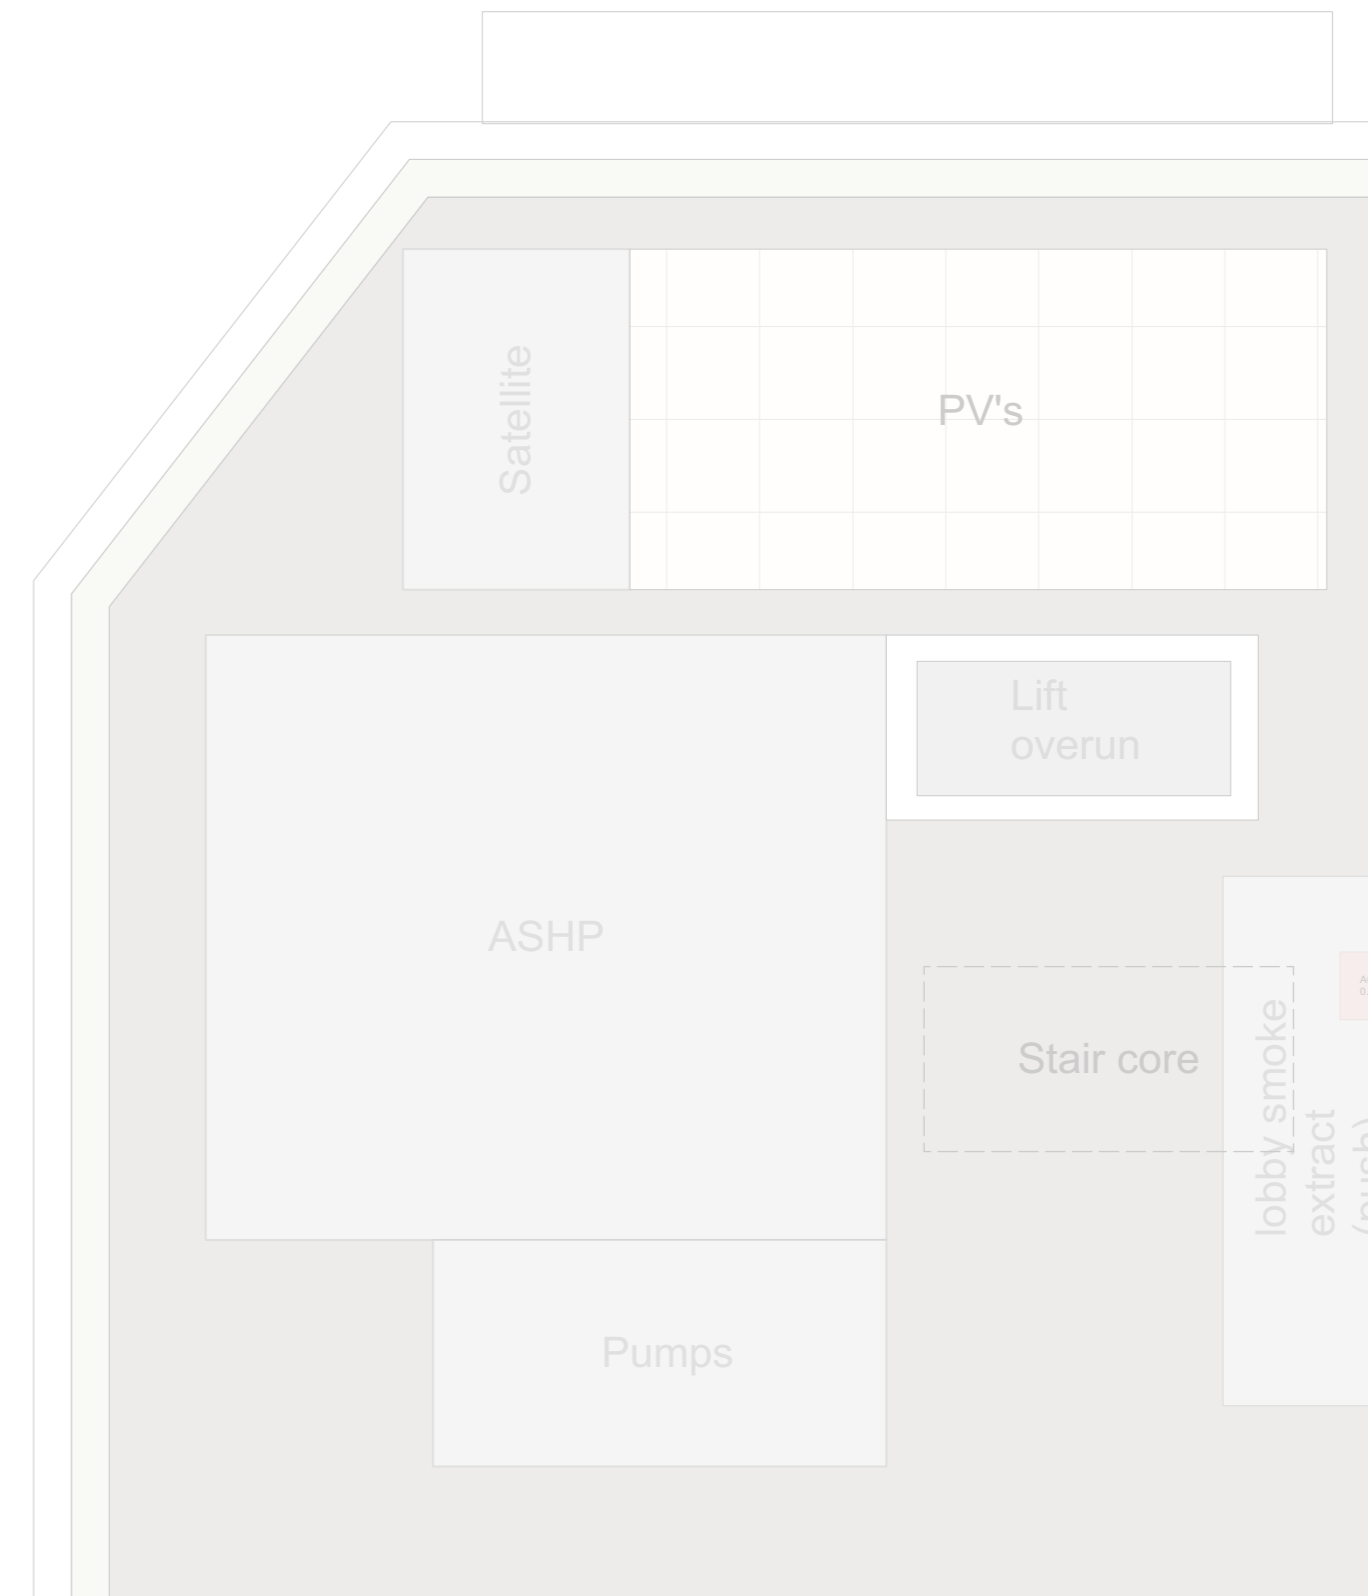 Satellite
PV's
Lift
overun
ASHP
Stair core
lobby smoke
extract
Pumps